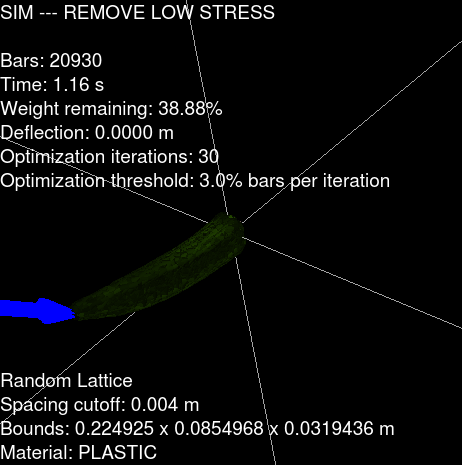 SIM --- REMOVE LOW STRESS
Bars: 20930
Time: 1.16 s
Weight remaining: 38.88%
Deflection: 0.0000 m
Optimization iterations: 30
Optimization threshold: 3.0% bars per iteration
Random Lattice
Spacing cutoff: 0.004 m
Bounds: 0.224925 x 0.0854968 x 0.0319436 m
Material: PLASTIC